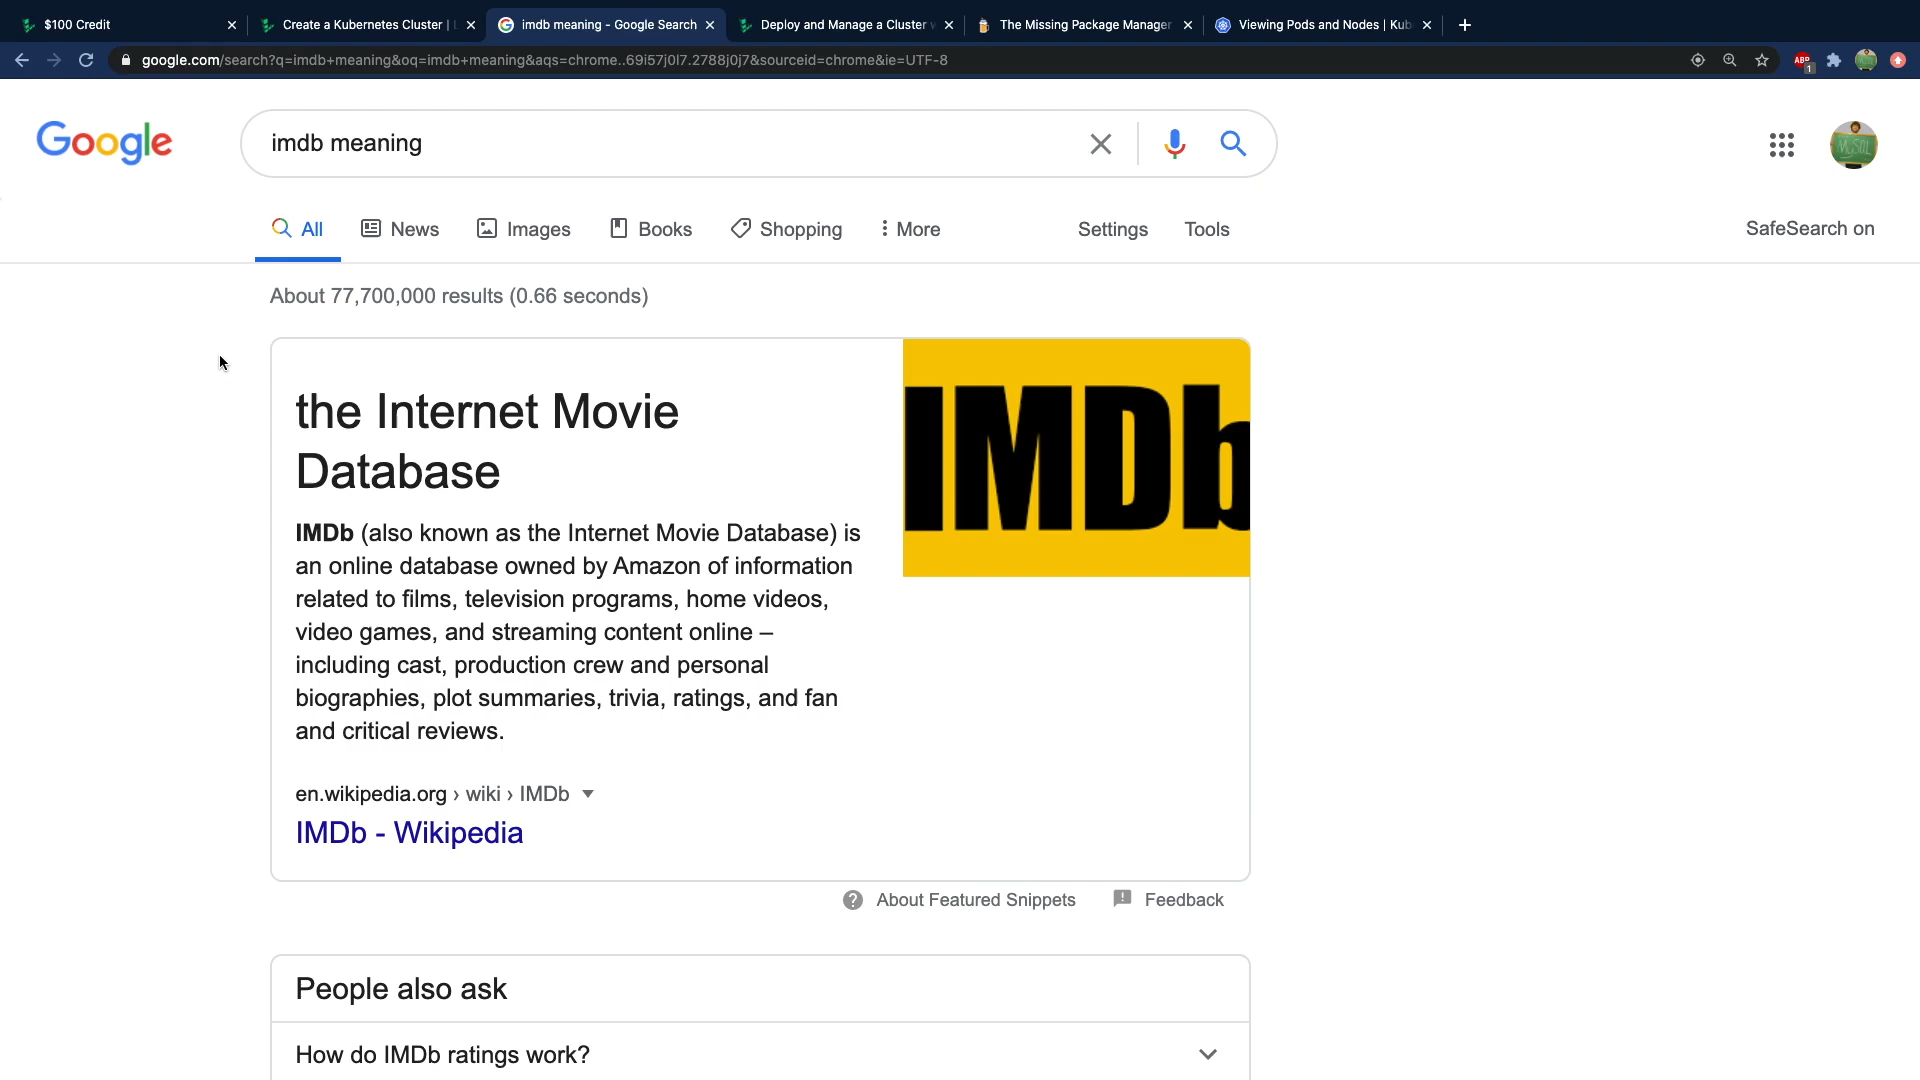 $100 Credit
Create a Kubernetes Cluster | L
imdb meaning - Google Search
Deploy and Manage a Cluster w
The Missing Package Manager
Viewing Pods and Nodes | Kub
google.com/search?q=imdb+meaning&oq=imdb+meaning&aqs=chrome..69i57j0l7.2788j0j7&sourceid=chrome&ie=UTF-8
ABP
1
Google
imdb meaning
MySQL
All
News
Images
Books
Shopping
More
Settings
Tools
SafeSearch on
About 77,700,000 results (0.66 seconds)
the Internet Movie
Database
IMDb
IMDb (also known as the Internet Movie Database) is
an online database owned by Amazon of information
related to films, television programs, home videos,
video games, and streaming content online –
including cast, production crew and personal
biographies, plot summaries, trivia, ratings, and fan
and critical reviews.
en.wikipedia.org › wiki › IMDb
IMDb - Wikipedia
About Featured Snippets
Feedback
People also ask
How do IMDb ratings work?